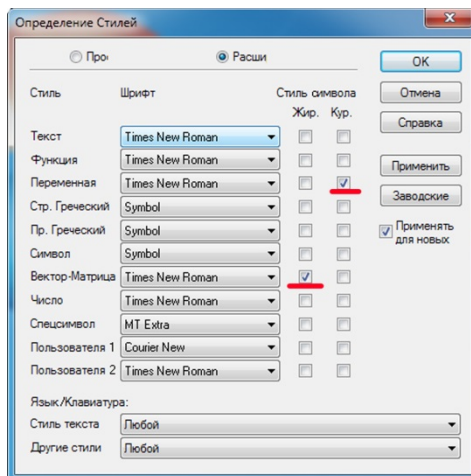 Определение Стилей
Про
Расши
OK
Стиль Шрифт Стиль символа
Отмена
Жир. Кур.
Справка
Текст Times New Roman
Функция Times New Roman
Применить
Переменная Times New Roman
Заводские
Стр. Греческий Symbol
Пр. Греческий Symbol
Применять
для новых
Символ Symbol
Вектор-Матрица Times New Roman
Число Times New Roman
Спецсимвол MT Extra
Пользователя 1 Courier New
Пользователя 2 Times New Roman
Язык/Клавиатура:
Стиль текста Любой
Другие стили Любой